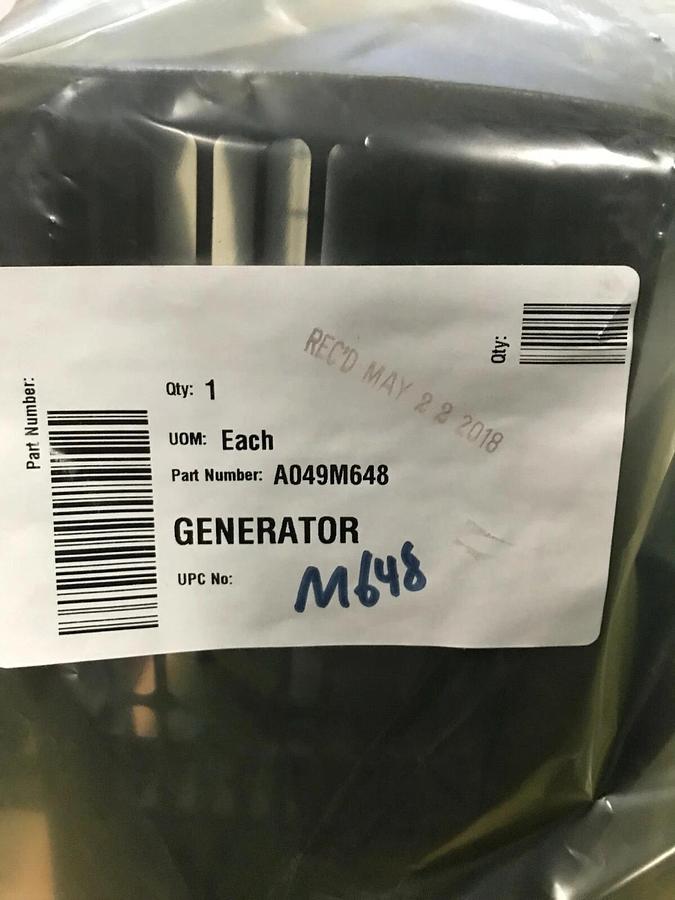 Qty:
REC'D MAY 22 2018
Part Number:
Qty: 1
UOM: Each
Part Number: A049M648
GENERATOR
UPC No:
M648